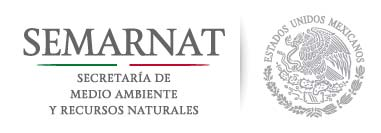 SEMARNAT
SECRETARÍA DE
MEDIO AMBIENTE
Y RECURSOS NATURALES
ESTADOS UNIDOS MEXICANOS